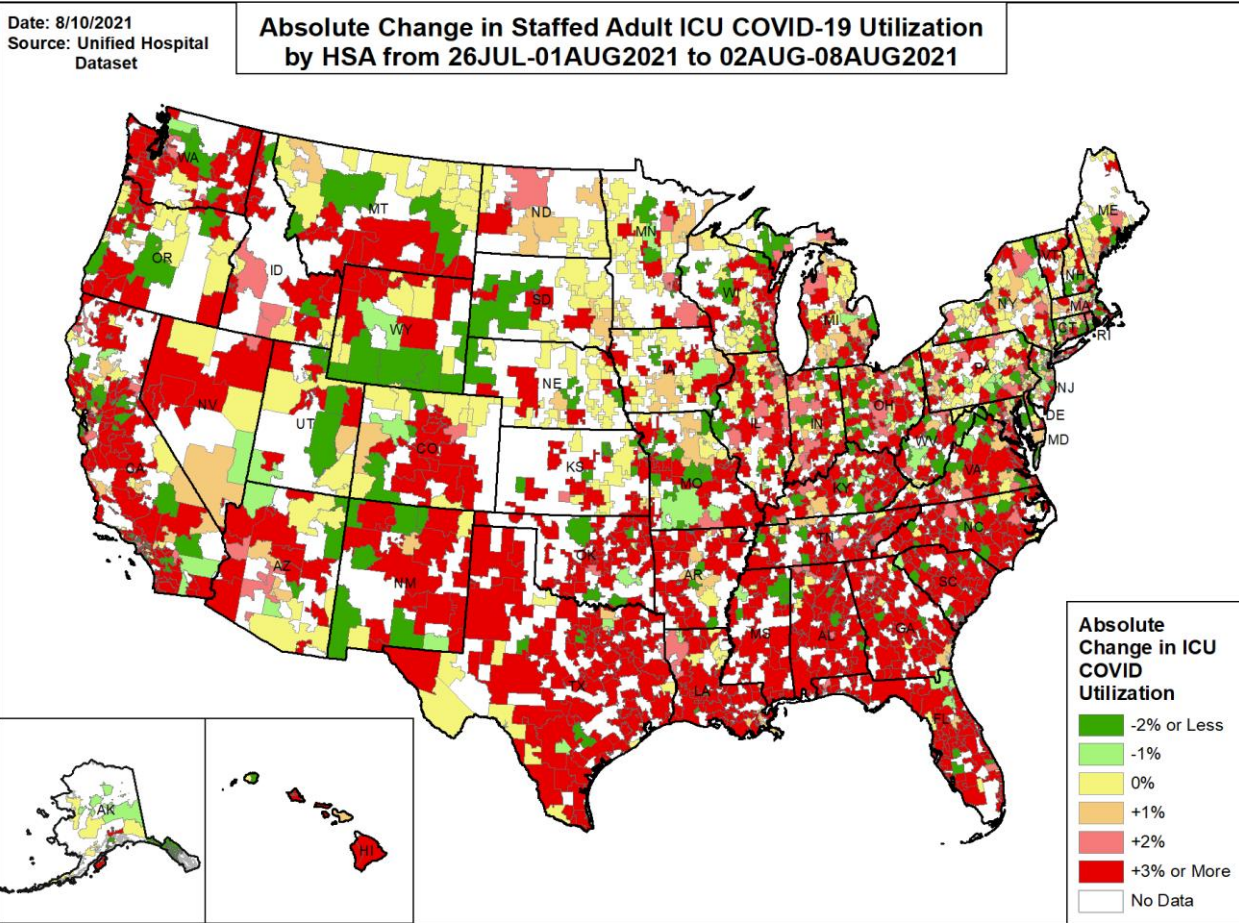 Date: 8/10/2021
Source: Unified Hospital
Dataset
Absolute Change in Staffed Adult ICU COVID-19 Utilization
by HSA from 26JUL-01AUG2021 to 02AUG-08AUG2021
WA
MT
ND
MN
ME
OR
ID
SD
WI
VT
NH
NY
MA
MI
CT
RI
WY
IA
PA
NE
NJ
NV
UT
IL
IN
OH
DE
MD
CO
WV
CA
KS
MO
KY
VA
NC
TN
OK
AZ
NM
AR
SC
MS
AL
GA
TX
LA
FL
AK
HI
Absolute
Change in ICU
COVID
Utilization
-2% or Less
-1%
0%
+1%
+2%
+3% or More
No Data